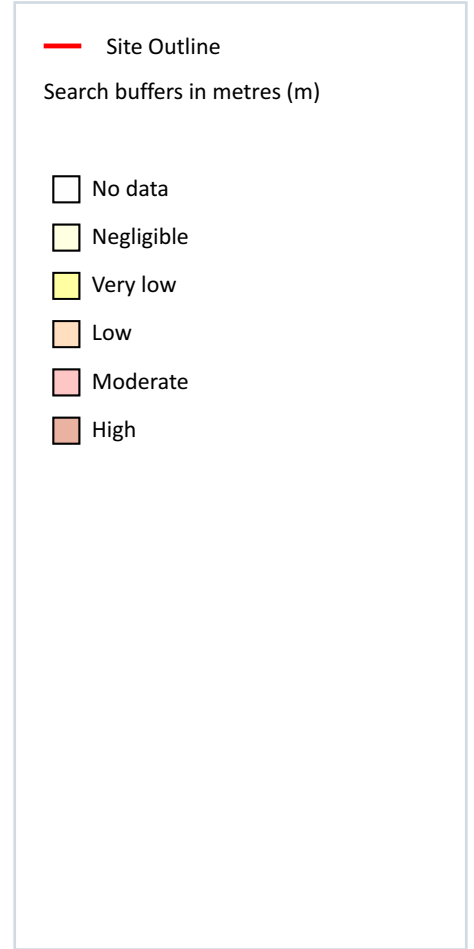 Site Outline
Search buffers in metres (m)
No data
Negligible
Very low
Low
Moderate
High